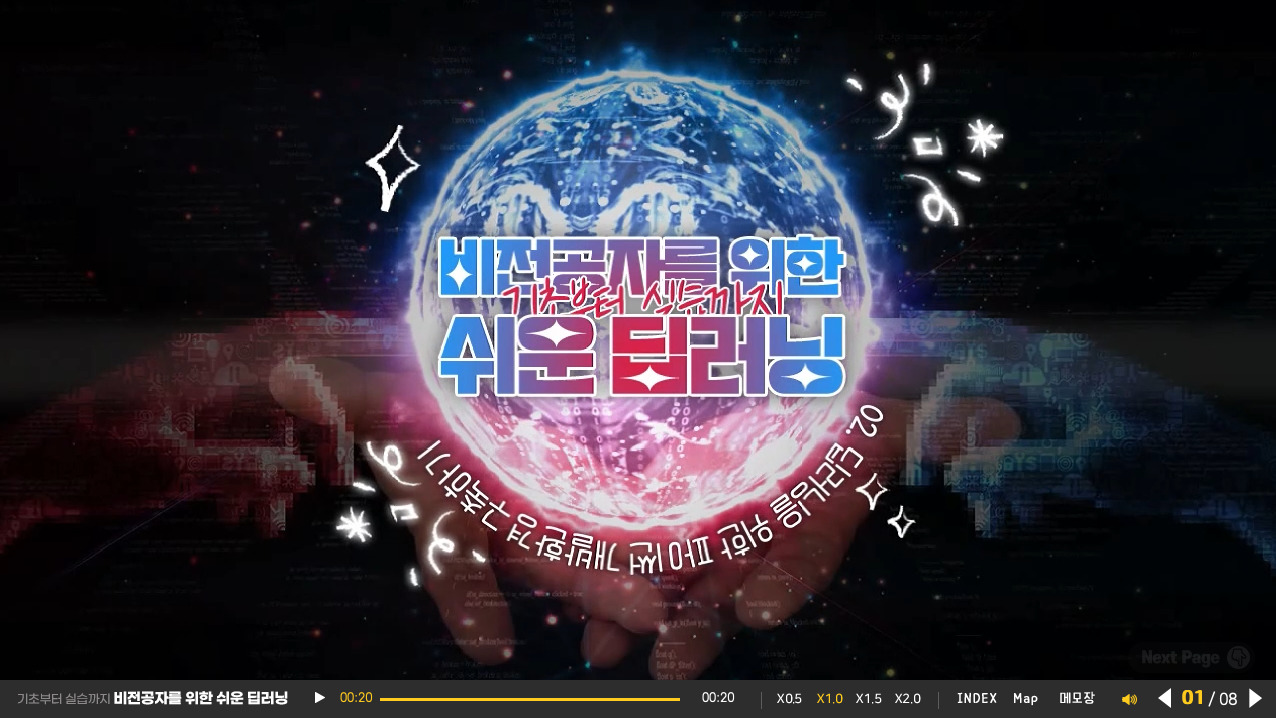 비전공자를 위한
기초부터 실습까지
쉬운 딥러닝
02. 딥러닝을 위한 파이썬 개발환경 구축하기
Next Page
기초부터 실습까지 비전공자를 위한 쉬운 딥러닝 00:20 00:20 X0.5 X1.0 X1.5 X2.0 INDEX Map 메모장 01 / 08